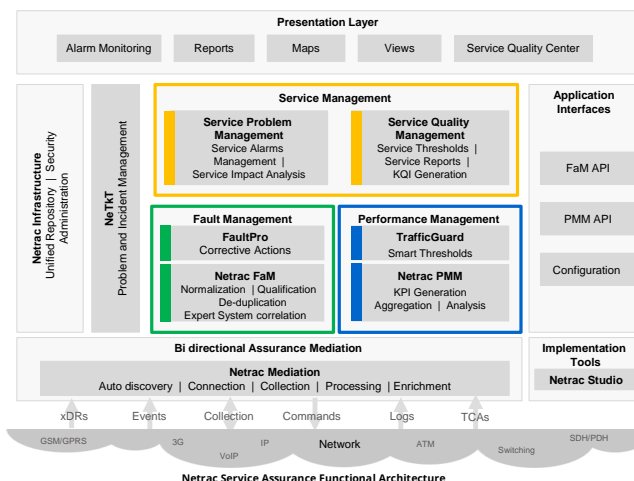 Presentation Layer
Alarm Monitoring
Reports
Maps
Views
Service Quality Center
Netrac Infrastructure
Unified Repository | Security
Administration
NeTkT
Problem and Incident Management
Service Management
Service Problem
Management
Service Alarms
Management |
Service Impact Analysis
Service Quality
Management
Service Thresholds |
Service Reports |
KQI Generation
Fault Management
FaultPro
Corrective Actions
Netrac FaM
Normalization | Qualification
De-duplication
Expert System correlation
Performance Management
TrafficGuard
Smart Thresholds
Netrac PMM
KPI Generation
Aggregation | Analysis
Application
Interfaces
FaM API
PMM API
Configuration
Bi directional Assurance Mediation
Netrac Mediation
Auto discovery | Connection | Collection | Processing | Enrichment
Implementation
Tools
Netrac Studio
xDRs
Events
Collection
Commands
Logs
TCAs
GSM/GPRS
3G
VoIP
IP
Network
ATM
Switching
SDH/PDH
Netrac Service Assurance Functional Architecture